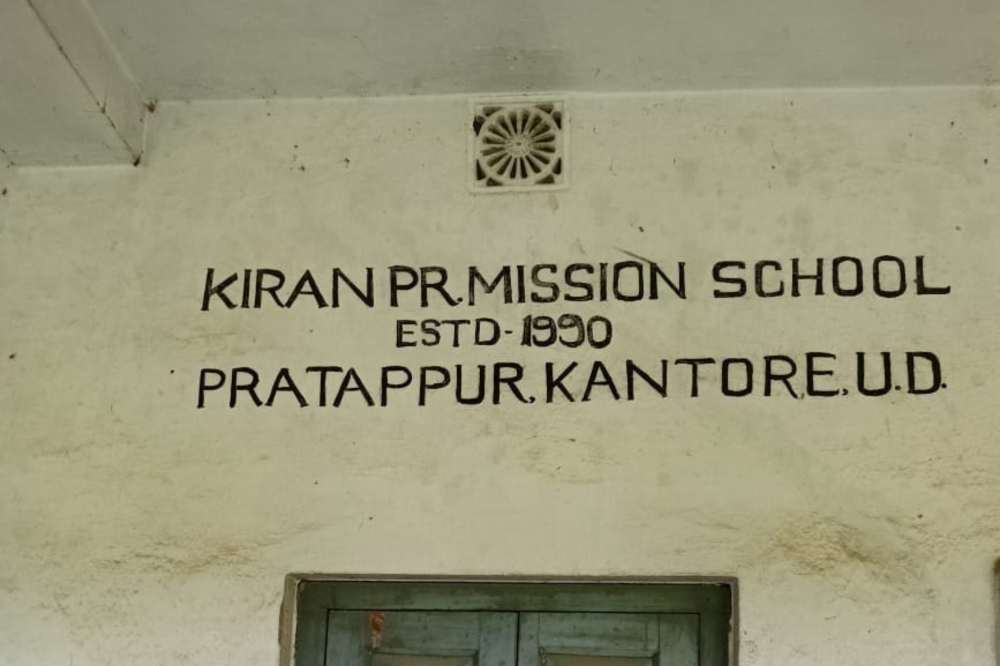 KIRAN PR.MISSION SCHOOL
ESTD-1990
PRATAPPUR,KANTORE,U.D.